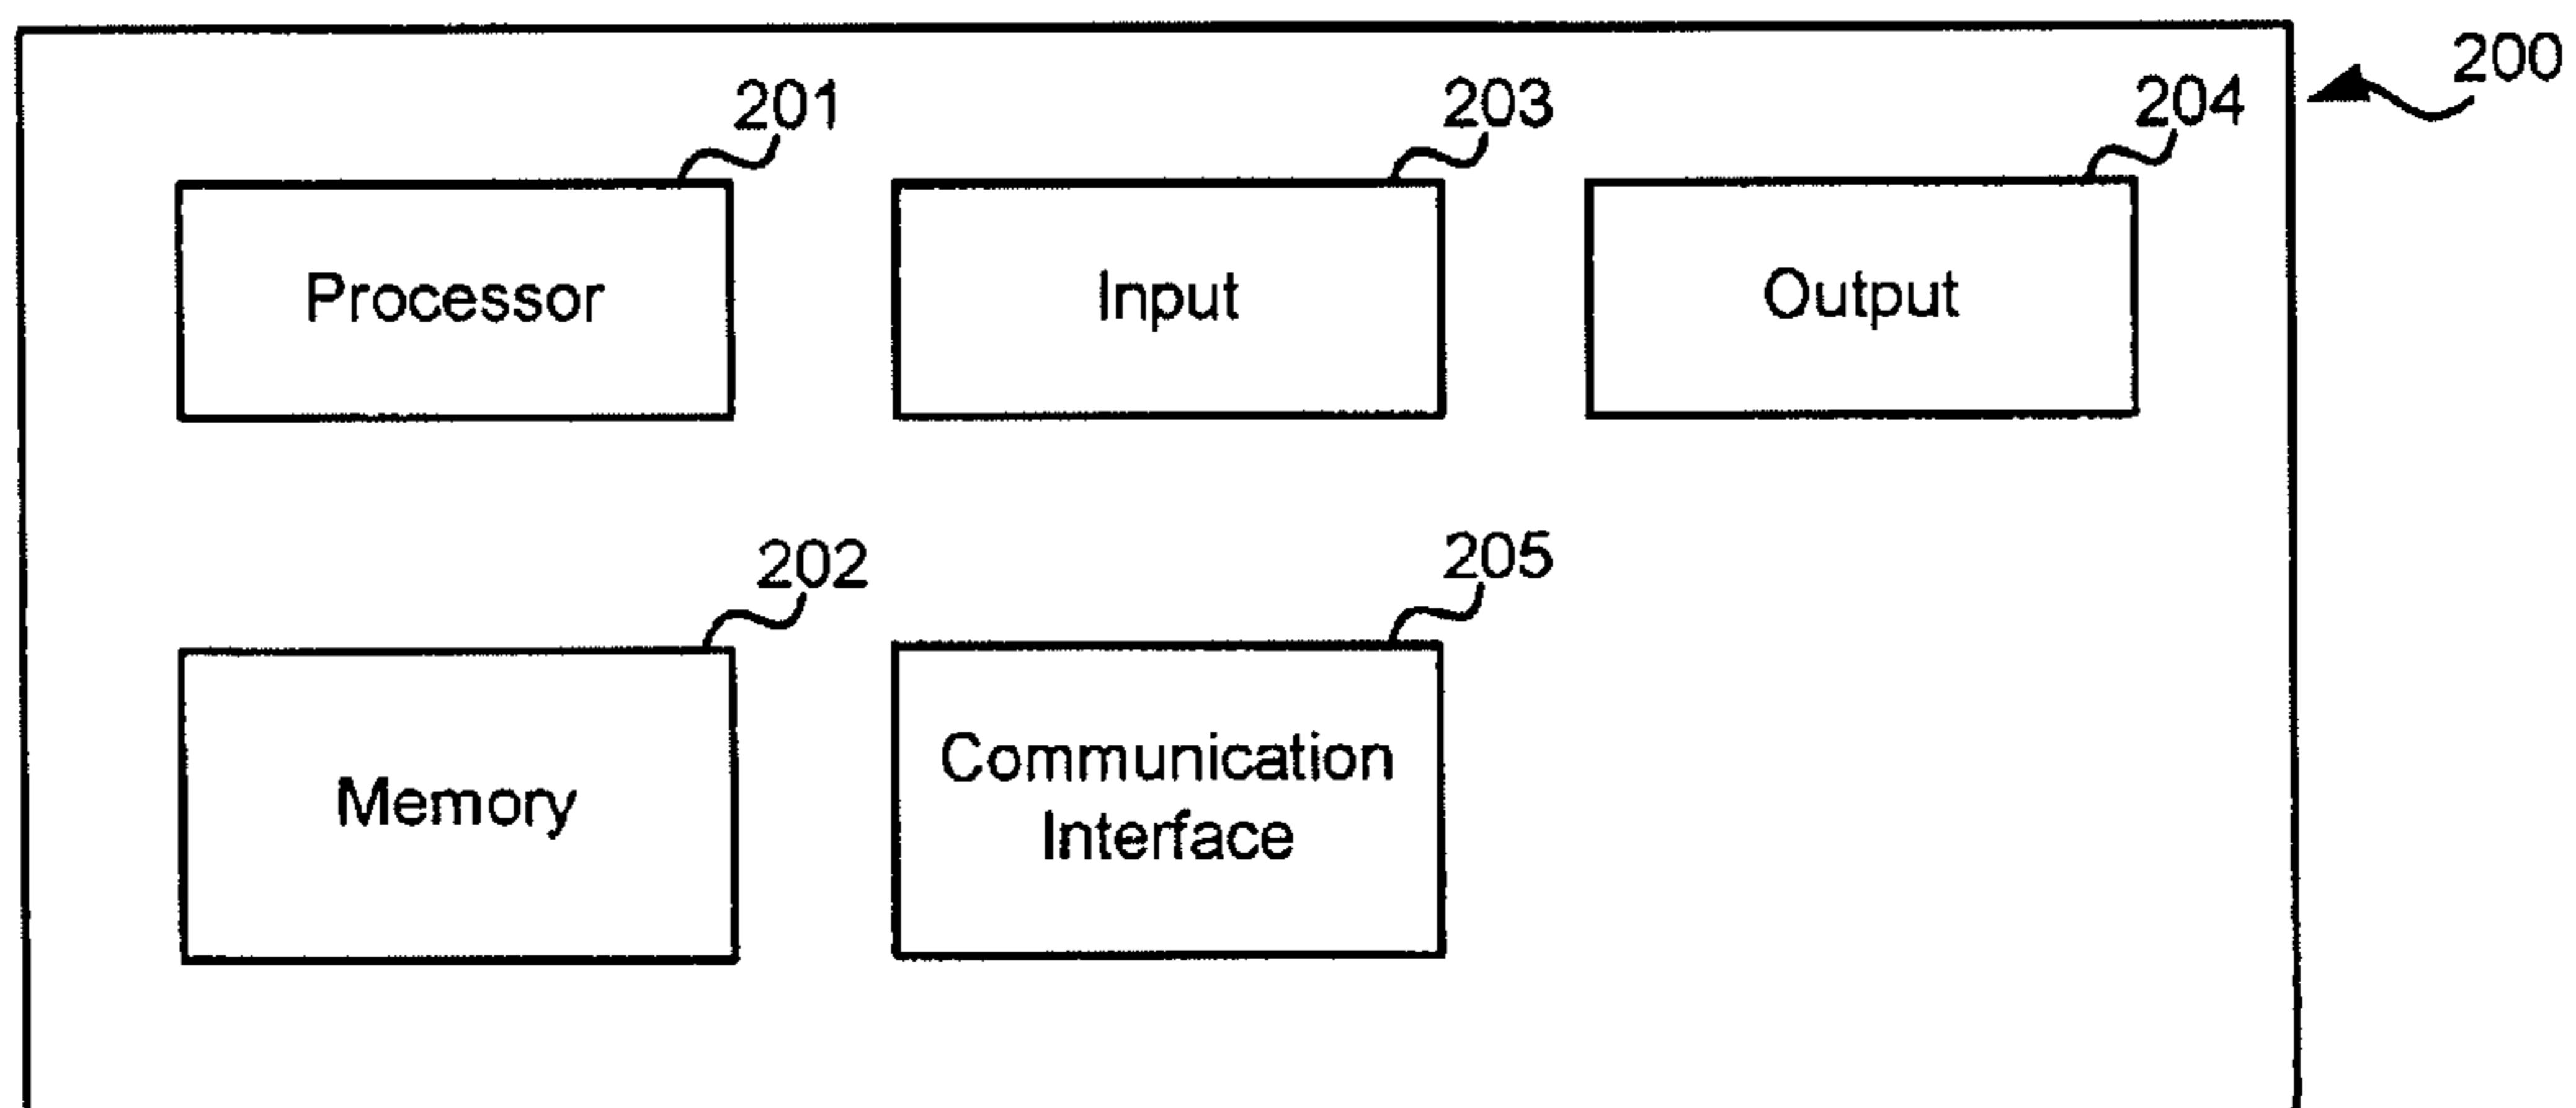 200
201
203
204
Processor
Input
Output
202
205
Memory
Communication
Interface